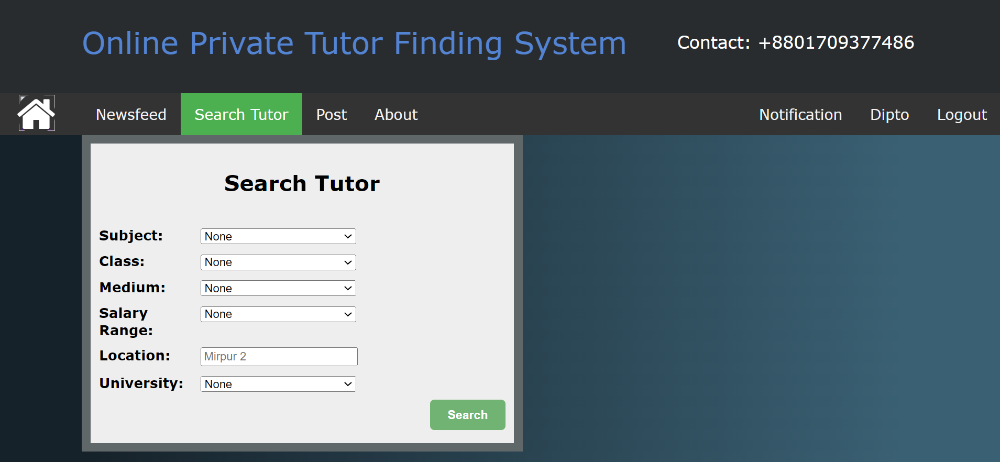 Online Private Tutor Finding System
Contact: +8801709377486
Newsfeed
Search Tutor
Post
About
Notification
Dipto
Logout
Search Tutor
Subject: None
Class: None
Medium: None
Salary Range: None
Location: Mirpur 2
University: None
Search